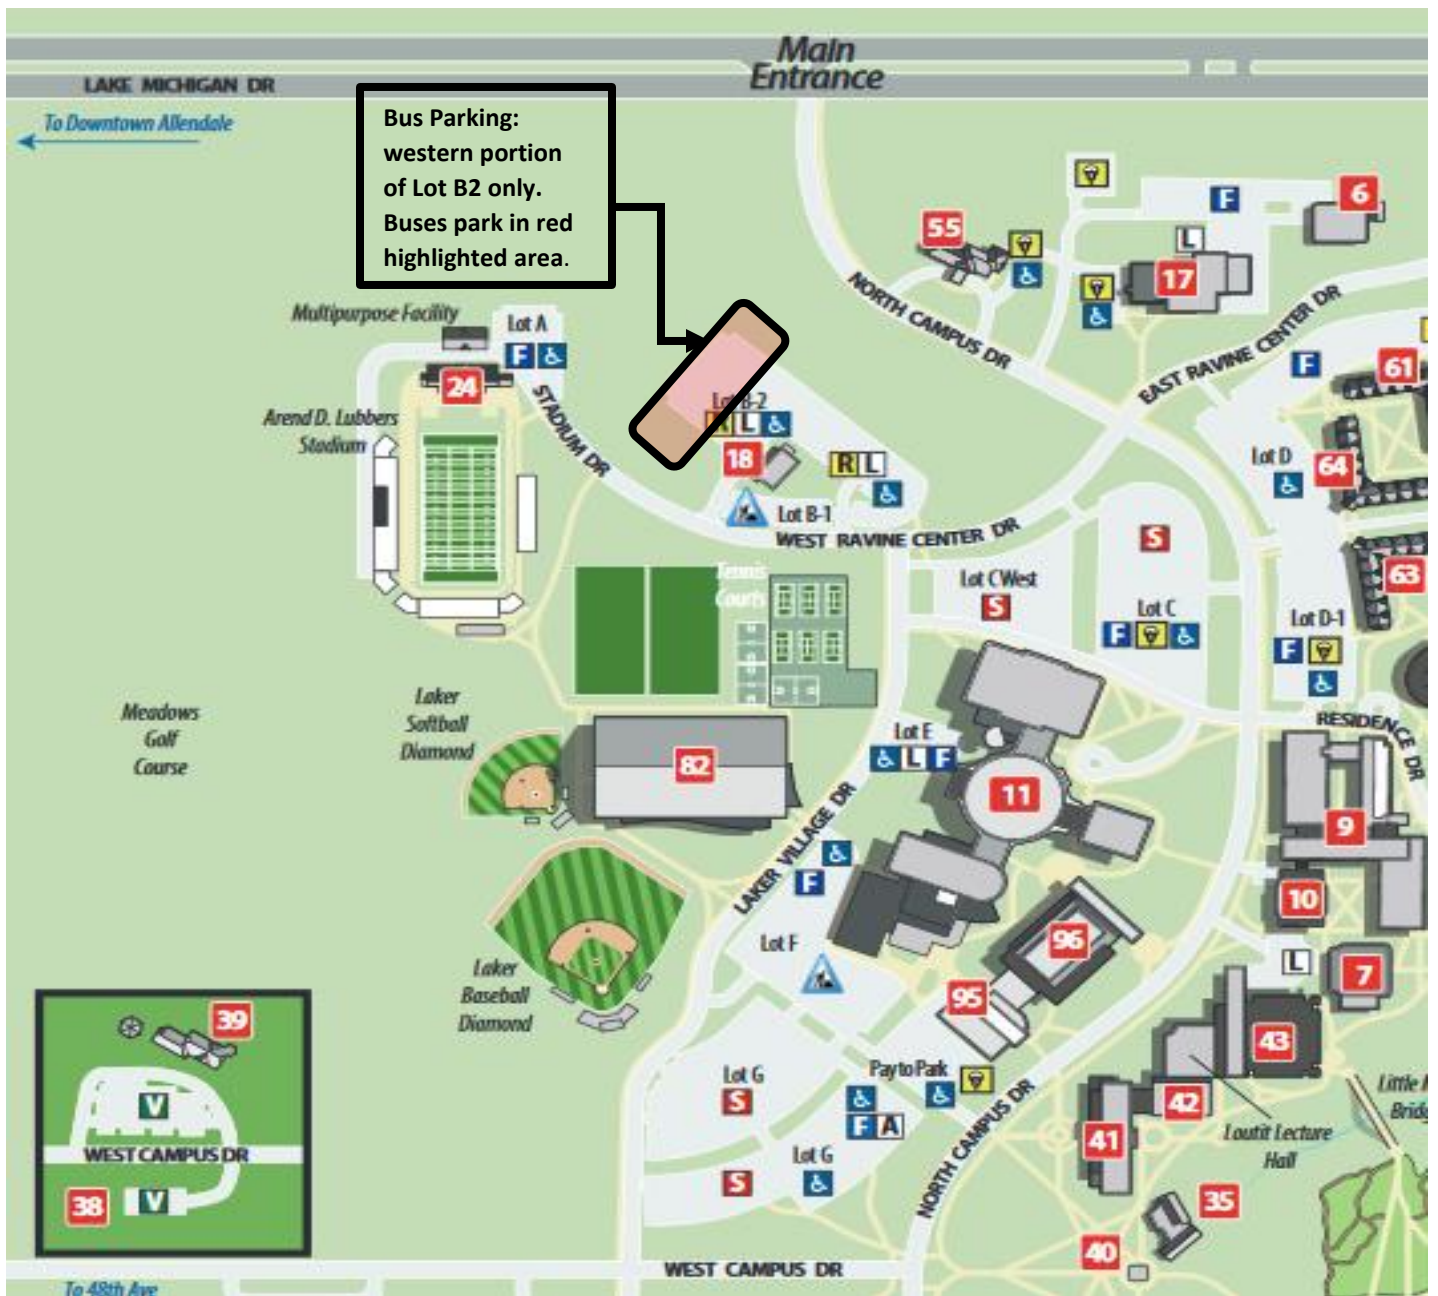 Main
Entrance
LAKE MICHIGAN DR
To Downtown Allendale
Bus Parking:
western portion
of Lot B2 only.
Buses park in red
highlighted area.
6
F
55
L
17
NORTH CAMPUS DR
EAST RAVINE CENTER DR
Multipurpose Facility
Lot A
F
24
STADIUM DR
Arend D. Lubbers
Stadium
Lot B-2
R L
18
R L
Lot B-1
WEST RAVINE CENTER DR
F
61
Lot D
64
63
S
Lot C West
S
Lot C
F
Lot D-1
F
Tennis
Courts
Meadows
Golf
Course
Laker
Softball
Diamond
82
Lot E
L F
11
RESIDENCE DR
9
10
LAKER VILLAGE DR
F
Lot F
96
95
L
7
43
42
41
Loutit Lecture
Hall
Little
35
40
Laker
Baseball
Diamond
39
V
WEST CAMPUS DR
38
V
Lot G
S
Pay to Park
F A
Lot G
S
NORTH CAMPUS DR
WEST CAMPUS DR
To 48th Ave